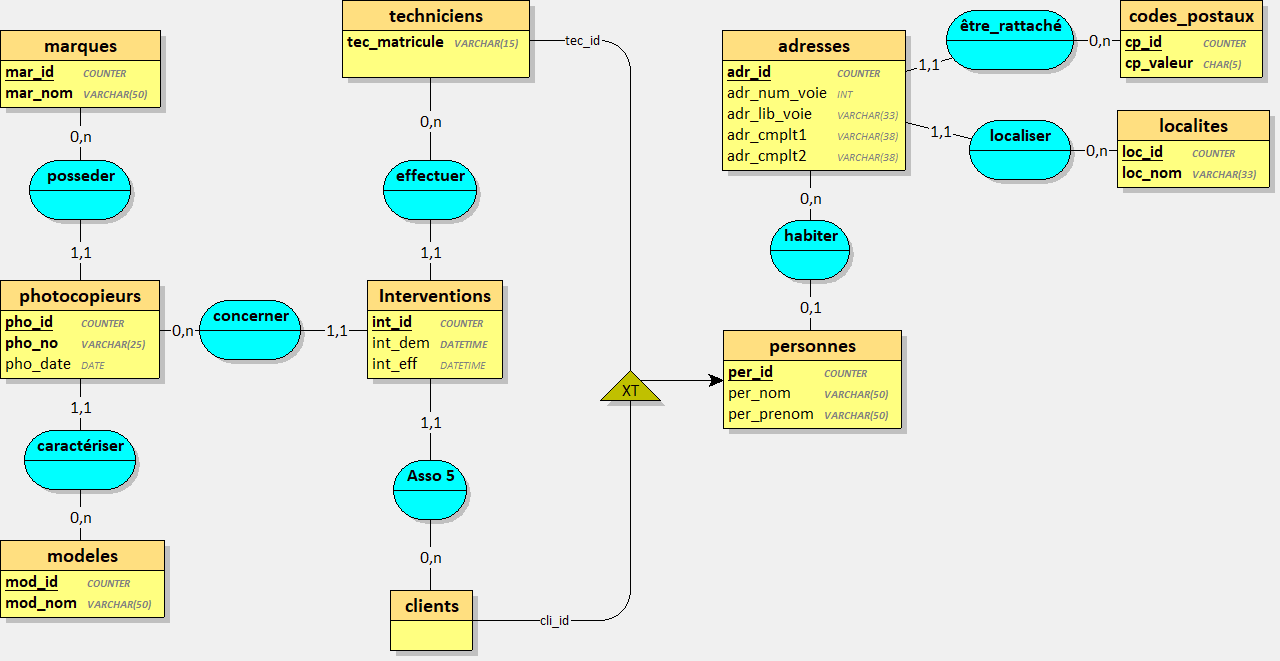 marques
mar_id COUNTER
mar_nom VARCHAR(50)
0,n
posseder
1,1
photocopieurs
pho_id COUNTER
pho_no VARCHAR(25)
pho_date DATE
1,1
caractériser
0,n
modeles
mod_id COUNTER
mod_nom VARCHAR(50)
0,n
concerner
1,1
techniciens
tec_matricule VARCHAR(15)
tec_id
0,n
effectuer
1,1
Interventions
int_id COUNTER
int_dem DATETIME
int_eff DATETIME
1,1
Asso 5
0,n
clients
cli_id
XT
adresses
adr_id COUNTER
adr_num_voie INT
adr_lib_voie VARCHAR(33)
adr_cmplt1 VARCHAR(38)
adr_cmplt2 VARCHAR(38)
0,n
habiter
0,1
personnes
per_id COUNTER
per_nom VARCHAR(50)
per_prenom VARCHAR(50)
1,1
être_rattaché
0,n
codes_postaux
cp_id COUNTER
cp_valeur CHAR(5)
1,1
localiser
0,n
localites
loc_id COUNTER
loc_nom VARCHAR(33)